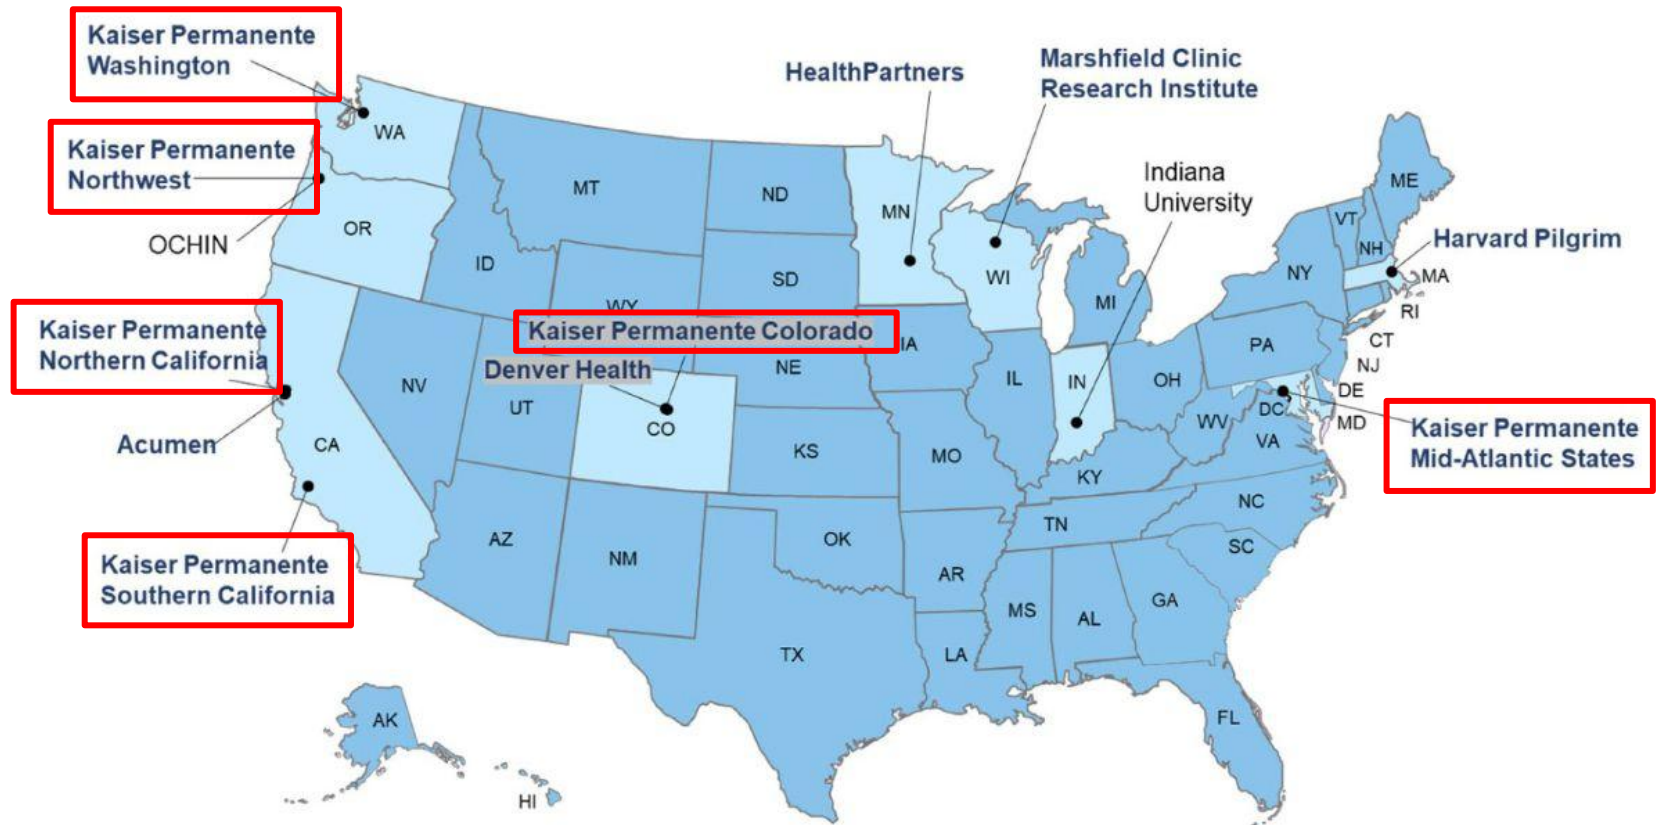 Kaiser Permanente
Washington
Kaiser Permanente
Northwest
OCHIN
Kaiser Permanente
Northern California
Acumen
Kaiser Permanente
Southern California
Kaiser Permanente Colorado
Denver Health
HealthPartners
Marshfield Clinic
Research Institute
Indiana
University
Harvard Pilgrim
Kaiser Permanente
Mid-Atlantic States
WA
OR
CA
ID
NV
MT
WY
UT
CO
AZ
NM
ND
SD
NE
KS
OK
TX
MN
IA
MO
AR
LA
WI
IL
MI
IN
OH
KY
TN
MS
AL
GA
FL
SC
NC
VA
WV
DC
MD
DE
PA
NJ
NY
CT
RI
MA
VT
NH
ME
AK
HI